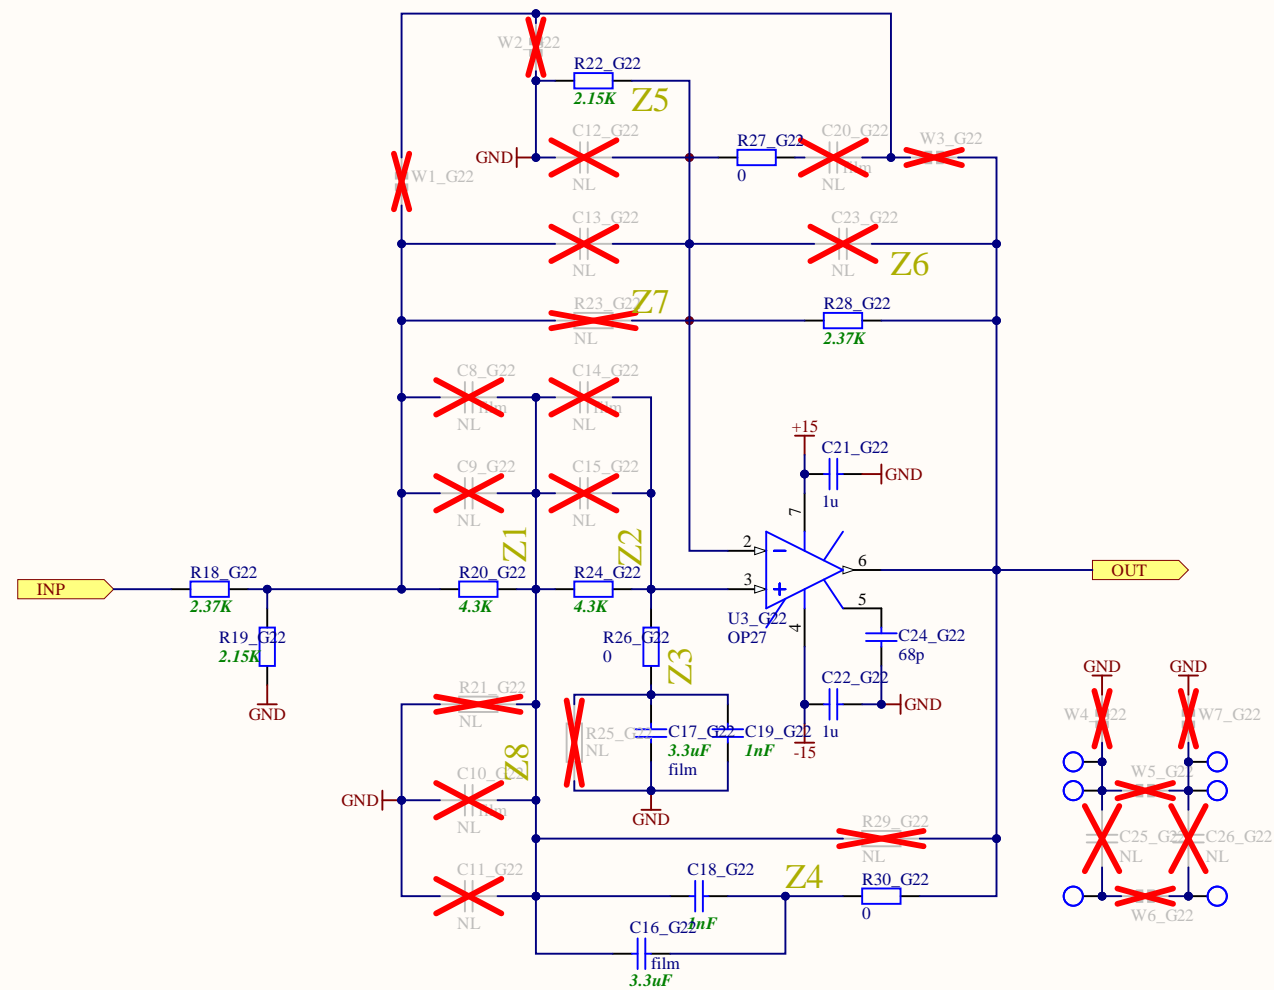 W2_G22
R22_G22
2.15K
Z5
C12_G22
GND
NL
R27_G22
0
C20_G22
film
NL
W3_G22
W1_G22
C13_G22
NL
C23_G22
NL
Z6
R23_G22
Z7
NL
R28_G22
2.37K
C8_G22
film
NL
C14_G22
film
NL
+15
C21_G22
GND
1u
C9_G22
NL
C15_G22
NL
7
Z1
Z2
2
3
6
5
4
U3_G22
OP27
INP
R18_G22
2.37K
R20_G22
4.3K
R24_G22
4.3K
OUT
R19_G22
2.15K
GND
R26_G22
0
Z3
C24_G22
68p
C22_G22
GND
1u
-15
R21_G22
NL
R25_G22
NL
C17_G22
3.3uF
film
C19_G22
1nF
GND
Z8
GND
C10_G22
film
NL
R29_G22
NL
C11_G22
NL
C18_G22
1nF
Z4
R30_G22
0
C16_G22
film
3.3uF
GND
GND
W4_G22
W7_G22
W5_G22
C25_G22
NL
C26_G22
NL
W6_G22